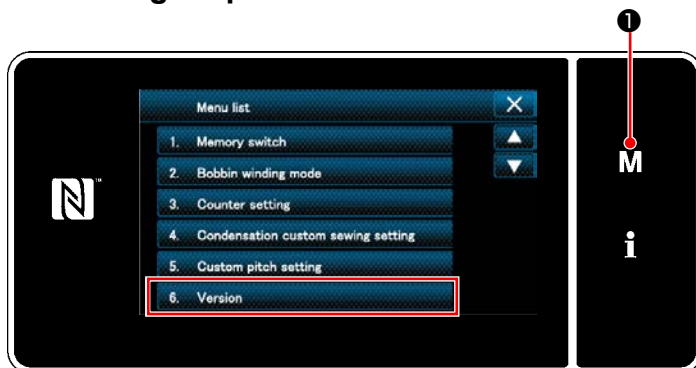 ❶
Menu list
1. Memory switch
2. Bobbin winding mode
3. Counter setting
4. Condensation custom sewing setting
5. Custom pitch setting
6. Version
M
i
N